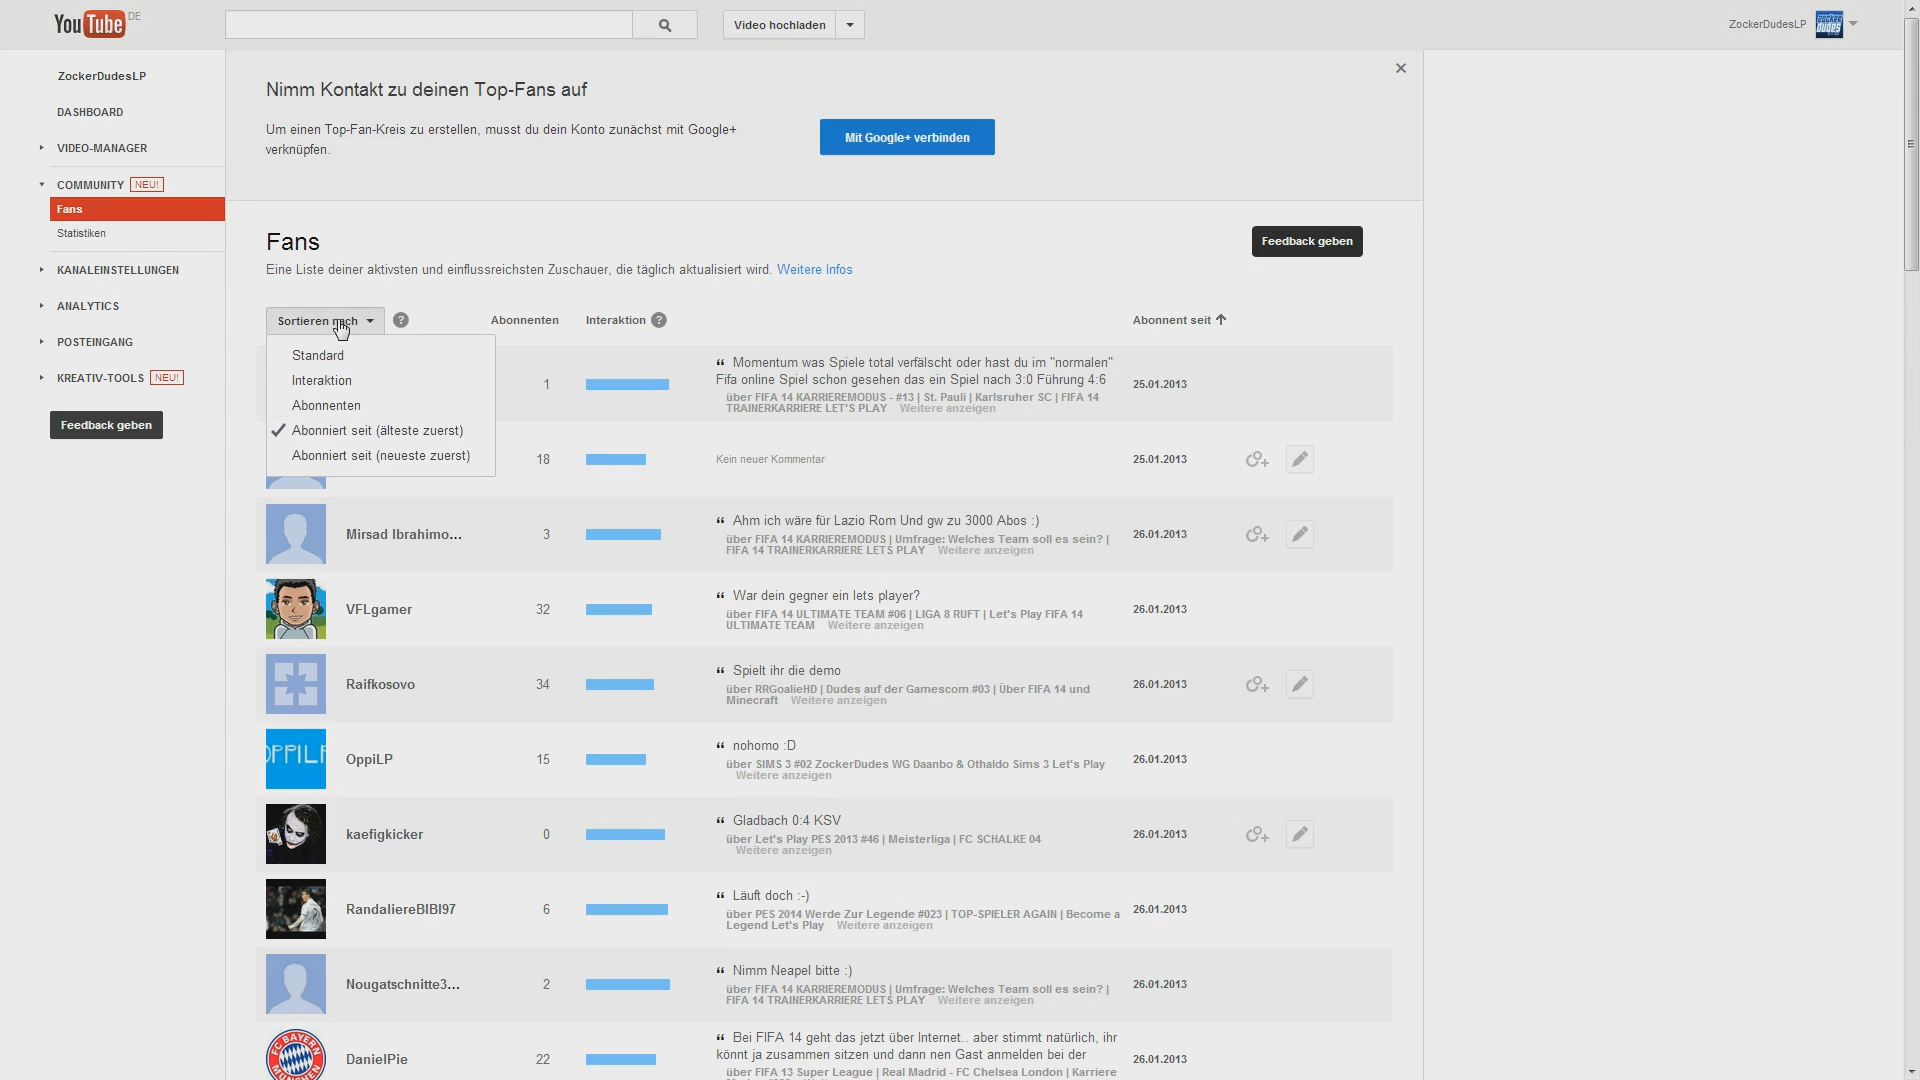 YouTube DE
Video hochladen
ZockerDudesLP
ZockerDudesLP
DASHBOARD
VIDEO-MANAGER
COMMUNITY NEU!
Fans
Statistiken
KANALEINSTELLUNGEN
ANALYTICS
POSTEINGANG
KREATIV-TOOLS NEU!
Feedback geben
Nimm Kontakt zu deinen Top-Fans auf
Um einen Top-Fan-Kreis zu erstellen, musst du dein Konto zunächst mit Google+
verknüpfen.
Mit Google+ verbinden
Fans
Feedback geben
Eine Liste deiner aktivsten und einflussreichsten Zuschauer, die täglich aktualisiert wird. Weitere Infos
Sortieren nach ? Abonnenten Interaktion ? Abonnent seit
Standard
Interaktion
Abonnenten
Abonniert seit (älteste zuerst)
Abonniert seit (neueste zuerst)
1
“ Momentum was Spiele total verfälscht oder hast du im "normalen"
Fifa online Spiel schon gesehen das ein Spiel nach 3:0 Führung 4:6
über FIFA 14 KARRIEREMODUS - #13 | St. Pauli | Karlsruher SC | FIFA 14
TRAINERKARRIERE LET'S PLAY Weitere anzeigen
25.01.2013
18 Kein neuer Kommentar 25.01.2013
Mirsad Ibrahimo... 3
“ Ahm ich wäre für Lazio Rom Und gw zu 3000 Abos :)
über FIFA 14 KARRIEREMODUS | Umfrage: Welches Team soll es sein? |
FIFA 14 TRAINERKARRIERE LETS PLAY Weitere anzeigen
26.01.2013
VFLgamer 32
“ War dein gegner ein lets player?
über FIFA 14 ULTIMATE TEAM #06 | LIGA 8 RUFT | Let's Play FIFA 14
ULTIMATE TEAM Weitere anzeigen
26.01.2013
Raifkosovo 34
“ Spielt ihr die demo
über RRGoalieHD | Dudes auf der Gamescom #03 | Über FIFA 14 und
Minecraft Weitere anzeigen
26.01.2013
OPPILP
OppiLP 15
“ nohomo :D
über SIMS 3 #02 ZockerDudes WG Daanbo & Othaldo Sims 3 Let's Play
Weitere anzeigen
26.01.2013
kaefigkicker 0
“ Gladbach 0:4 KSV
über Let's Play PES 2013 #46 | Meisterliga | FC SCHALKE 04
Weitere anzeigen
26.01.2013
RandaliereBIBI97 6
“ Läuft doch :-)
über PES 2014 Werde Zur Legende #023 | TOP-SPIELER AGAIN | Become a
Legend Let's Play Weitere anzeigen
26.01.2013
Nougatschnitte3... 2
“ Nimm Neapel bitte :)
über FIFA 14 KARRIEREMODUS | Umfrage: Welches Team soll es sein? |
FIFA 14 TRAINERKARRIERE LETS PLAY Weitere anzeigen
26.01.2013
FC BAYERN
DanielPie 22
“ Bei FIFA 14 geht das jetzt über Internet.. aber stimmt natürlich, ihr
könnt ja zusammen sitzen und dann nen Gast anmelden bei der
über FIFA 13 Super League | Real Madrid - FC Chelsea London | Karriere
26.01.2013